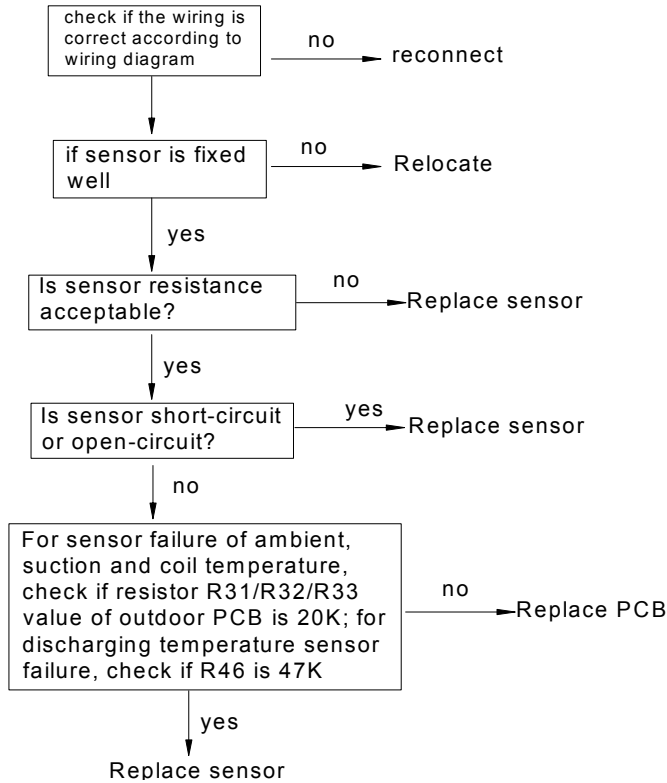 check if the wiring is
correct according to
wiring diagram
no
reconnect
if sensor is fixed
well
no
Relocate
yes
Is sensor resistance
acceptable?
no
Replace sensor
yes
Is sensor short-circuit
or open-circuit?
yes
Replace sensor
no
For sensor failure of ambient,
suction and coil temperature,
check if resistor R31/R32/R33
value of outdoor PCB is 20K; for
discharging temperature sensor
failure, check if R46 is 47K
no
Replace PCB
yes
Replace sensor